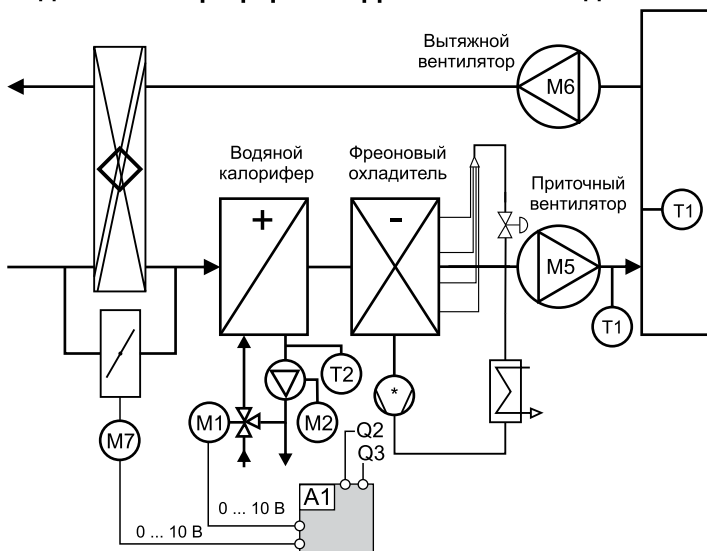 Вытяжной
вентилятор
M6
Водяной
калорифер
Фреоновый
охладитель
Приточный
вентилятор
+
-
T1
M5
T1
T2
*
M1
M2
M7
Q2
Q3
A1
0 ... 10 В
0 ... 10 В